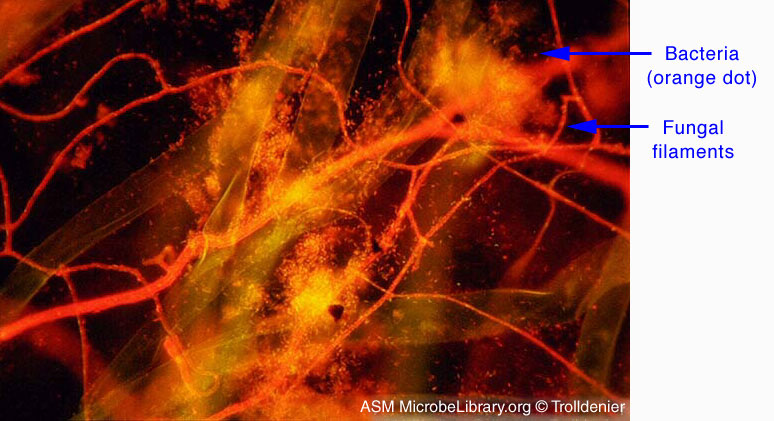 Bacteria
(orange dot)
Fungal
filaments
ASM MicrobeLibrary.org © Trolldenier